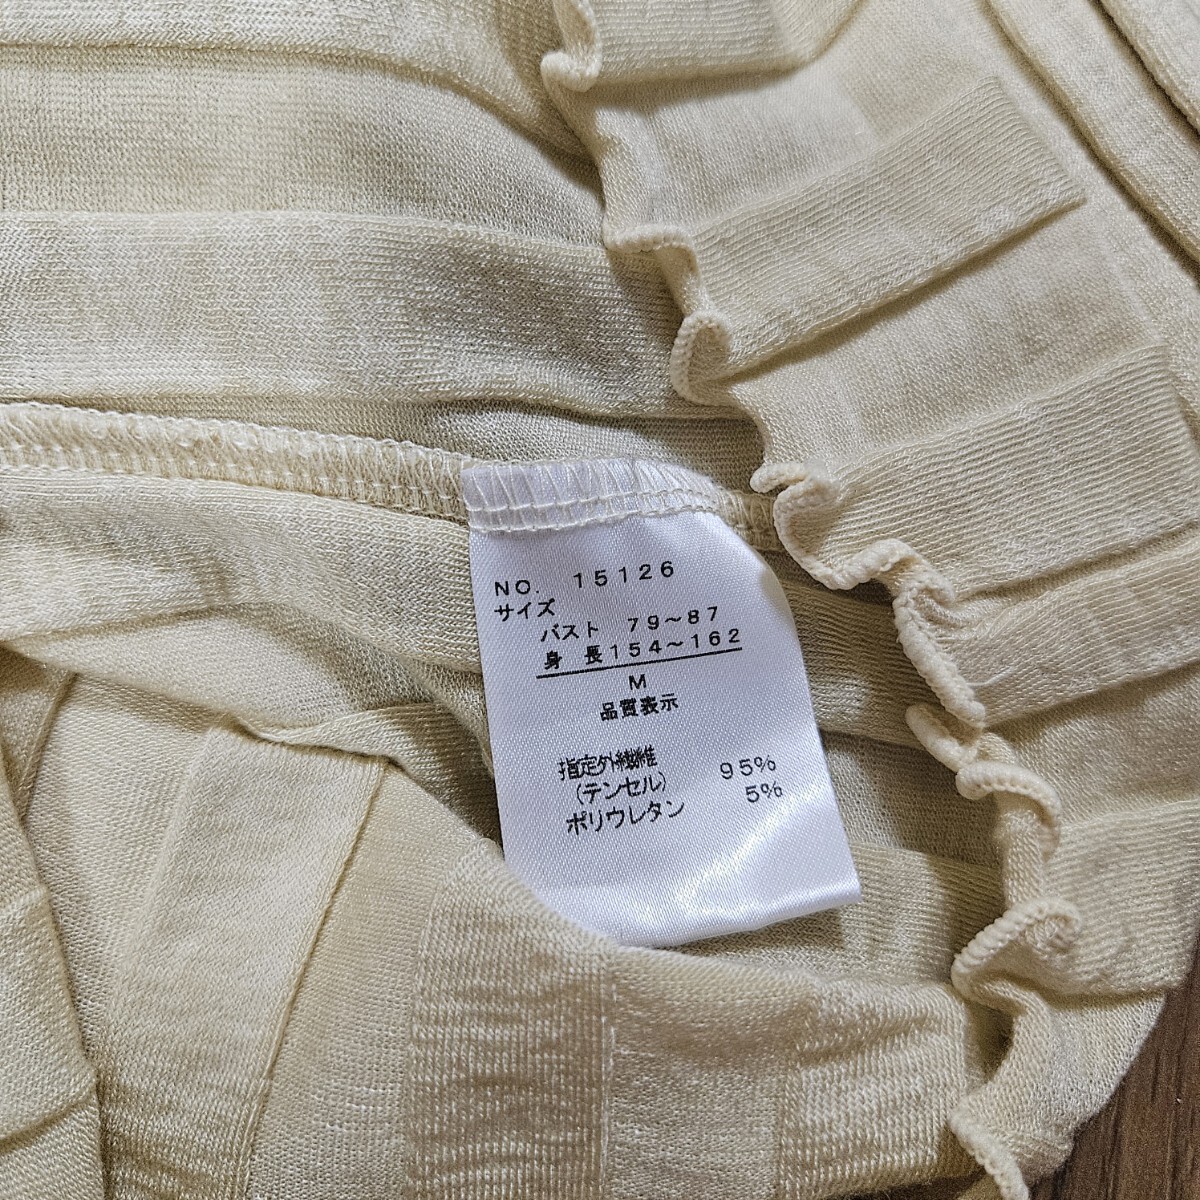 NO. 15126
サイズ
バスト 79～87
身 長154～162
M
品質表示
指定外繊維 95%
(テンセル)
ポリウレタン 5%